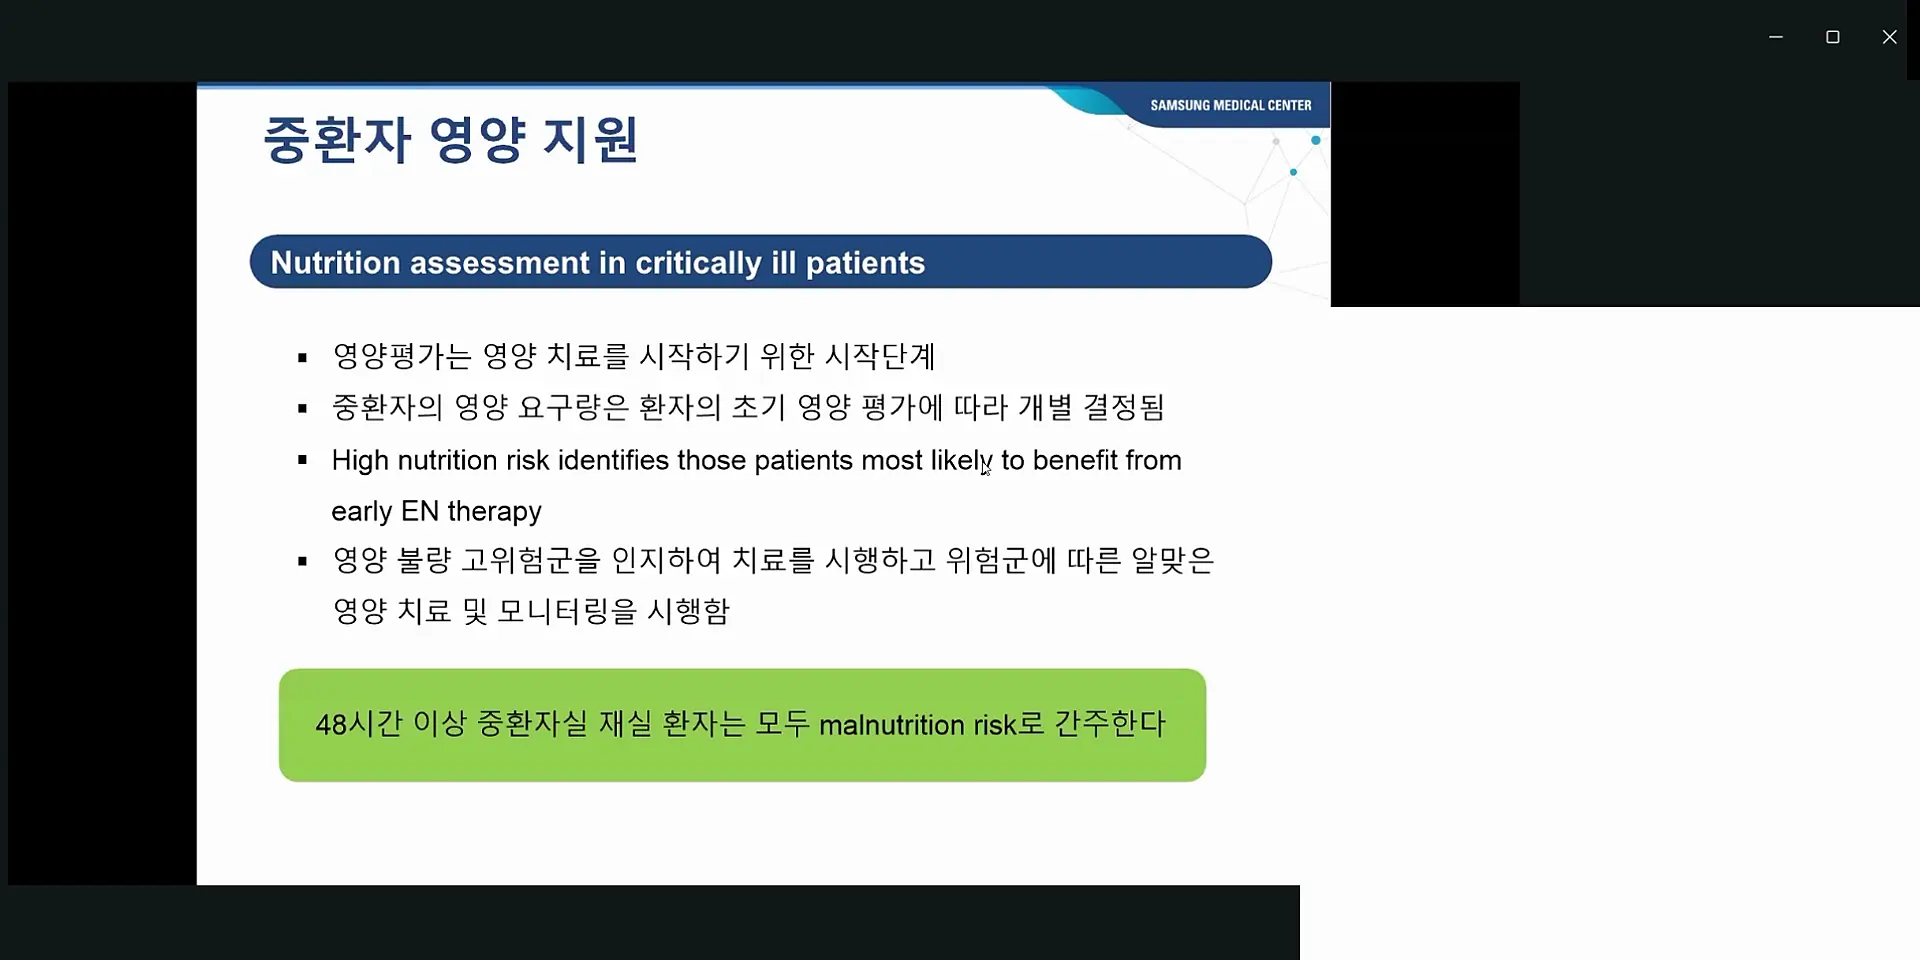 SAMSUNG MEDICAL CENTER
중환자 영양 지원
Nutrition assessment in critically ill patients
▪ 영양평가는 영양 치료를 시작하기 위한 시작단계
▪ 중환자의 영양 요구량은 환자의 초기 영양 평가에 따라 개별 결정됨
▪ High nutrition risk identifies those patients most likely to benefit from
early EN therapy
▪ 영양 불량 고위험군을 인지하여 치료를 시행하고 위험군에 따른 알맞은
영양 치료 및 모니터링을 시행함
48시간 이상 중환자실 재실 환자는 모두 malnutrition risk로 간주한다